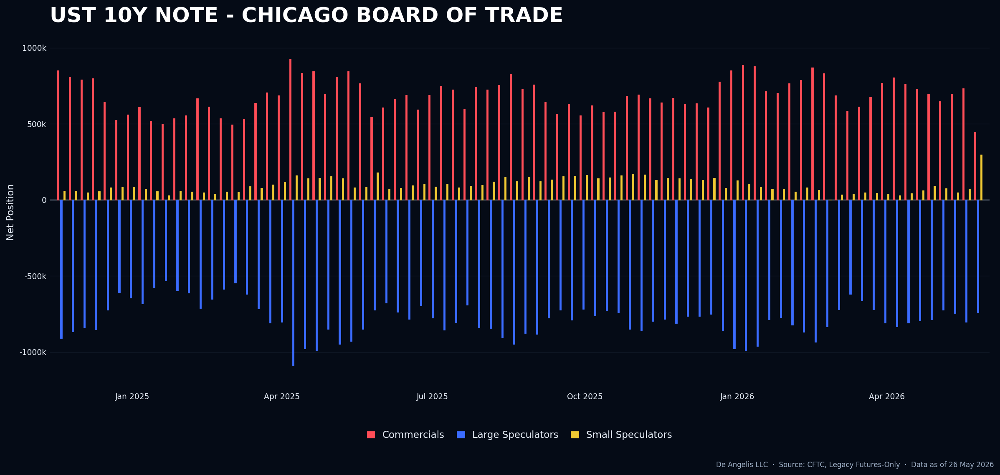 UST 10Y NOTE - CHICAGO BOARD OF TRADE
1000k
500k
0
-500k
-1000k
Net Position
Jan 2025
Apr 2025
Jul 2025
Oct 2025
Jan 2026
Apr 2026
Commercials
Large Speculators
Small Speculators
De Angelis LLC · Source: CFTC, Legacy Futures-Only · Data as of 26 May 2026